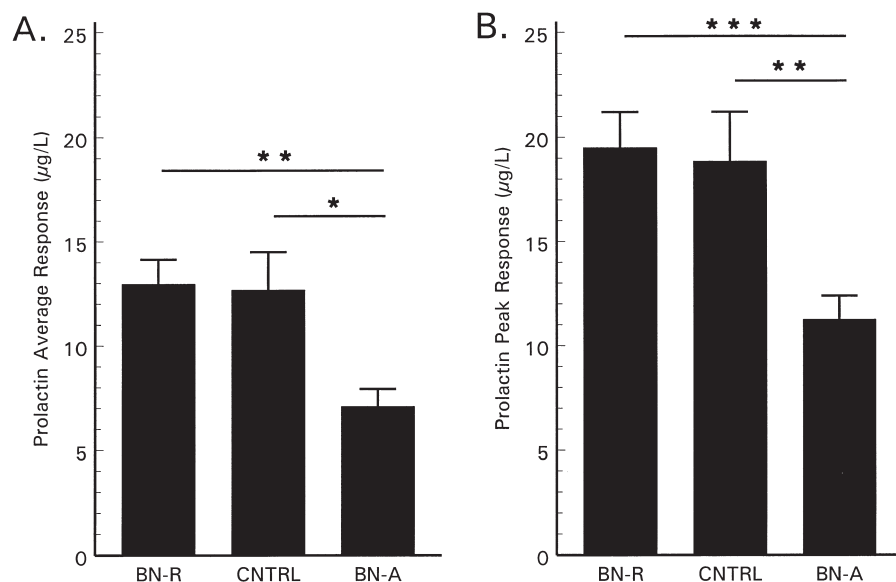 A.
Prolactin Average Response (µg/L)
25
20
15
10
5
0
* *
*
BN-R CNTRL BN-A
B.
Prolactin Peak Response (µg/L)
25
20
15
10
5
0
* * *
* *
BN-R CNTRL BN-A